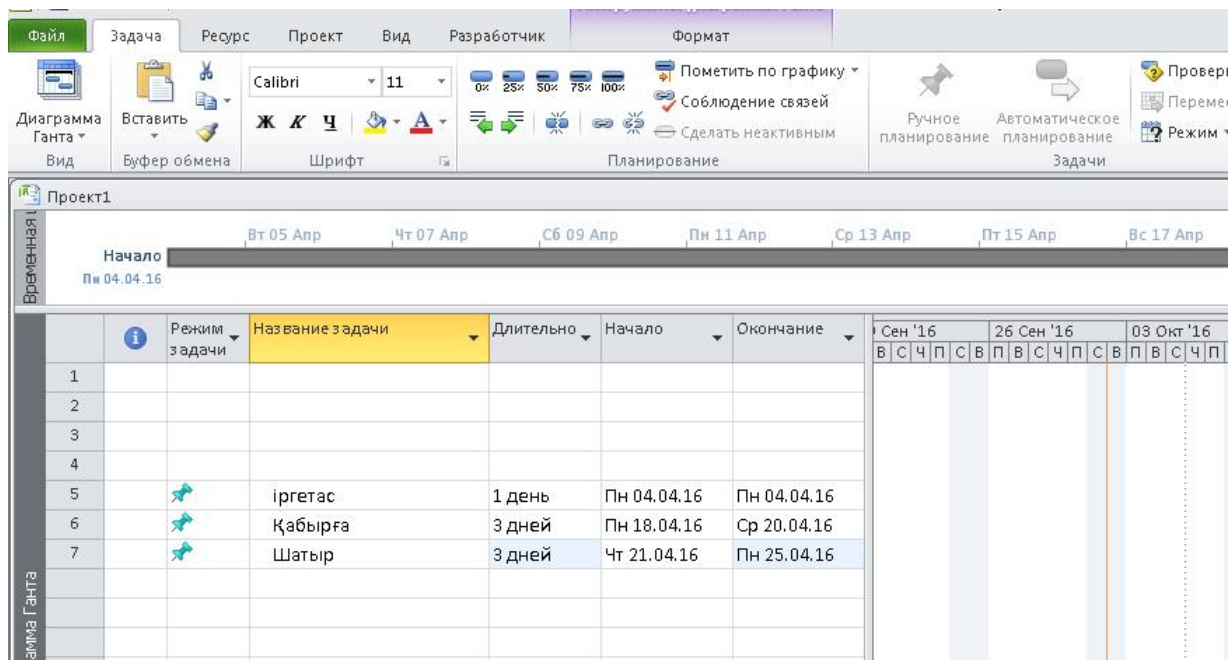 Файл Задача Ресурс Проект Вид Разработчик Формат
Диаграмма Ганта
Вид
Вставить
Буфер обмена
Calibri 11
Ж К Ч
Шрифт
0% 25% 50% 75% 100%
Пометить по графику
Соблюдение связей
Сделать неактивным
Планирование
Ручное планирование
Автоматическое планирование
Режим
Задачи
Проект1
Вт 05 Апр Чт 07 Апр Сб 09 Апр Пн 11 Апр Ср 13 Апр Пт 15 Апр Вс 17 Апр
Начало
Пн 04.04.16
Режим задачи Название задачи Длительно Начало Окончание Сен '16 26 Сен '16 03 Окт '16
В С Ч П С В П В С Ч П С В П В С Ч П
1
2
3
4
5 іргетас 1 день Пн 04.04.16 Пн 04.04.16
6 Қабырға 3 дней Пн 18.04.16 Ср 20.04.16
7 Шатыр 3 дней Чт 21.04.16 Пн 25.04.16